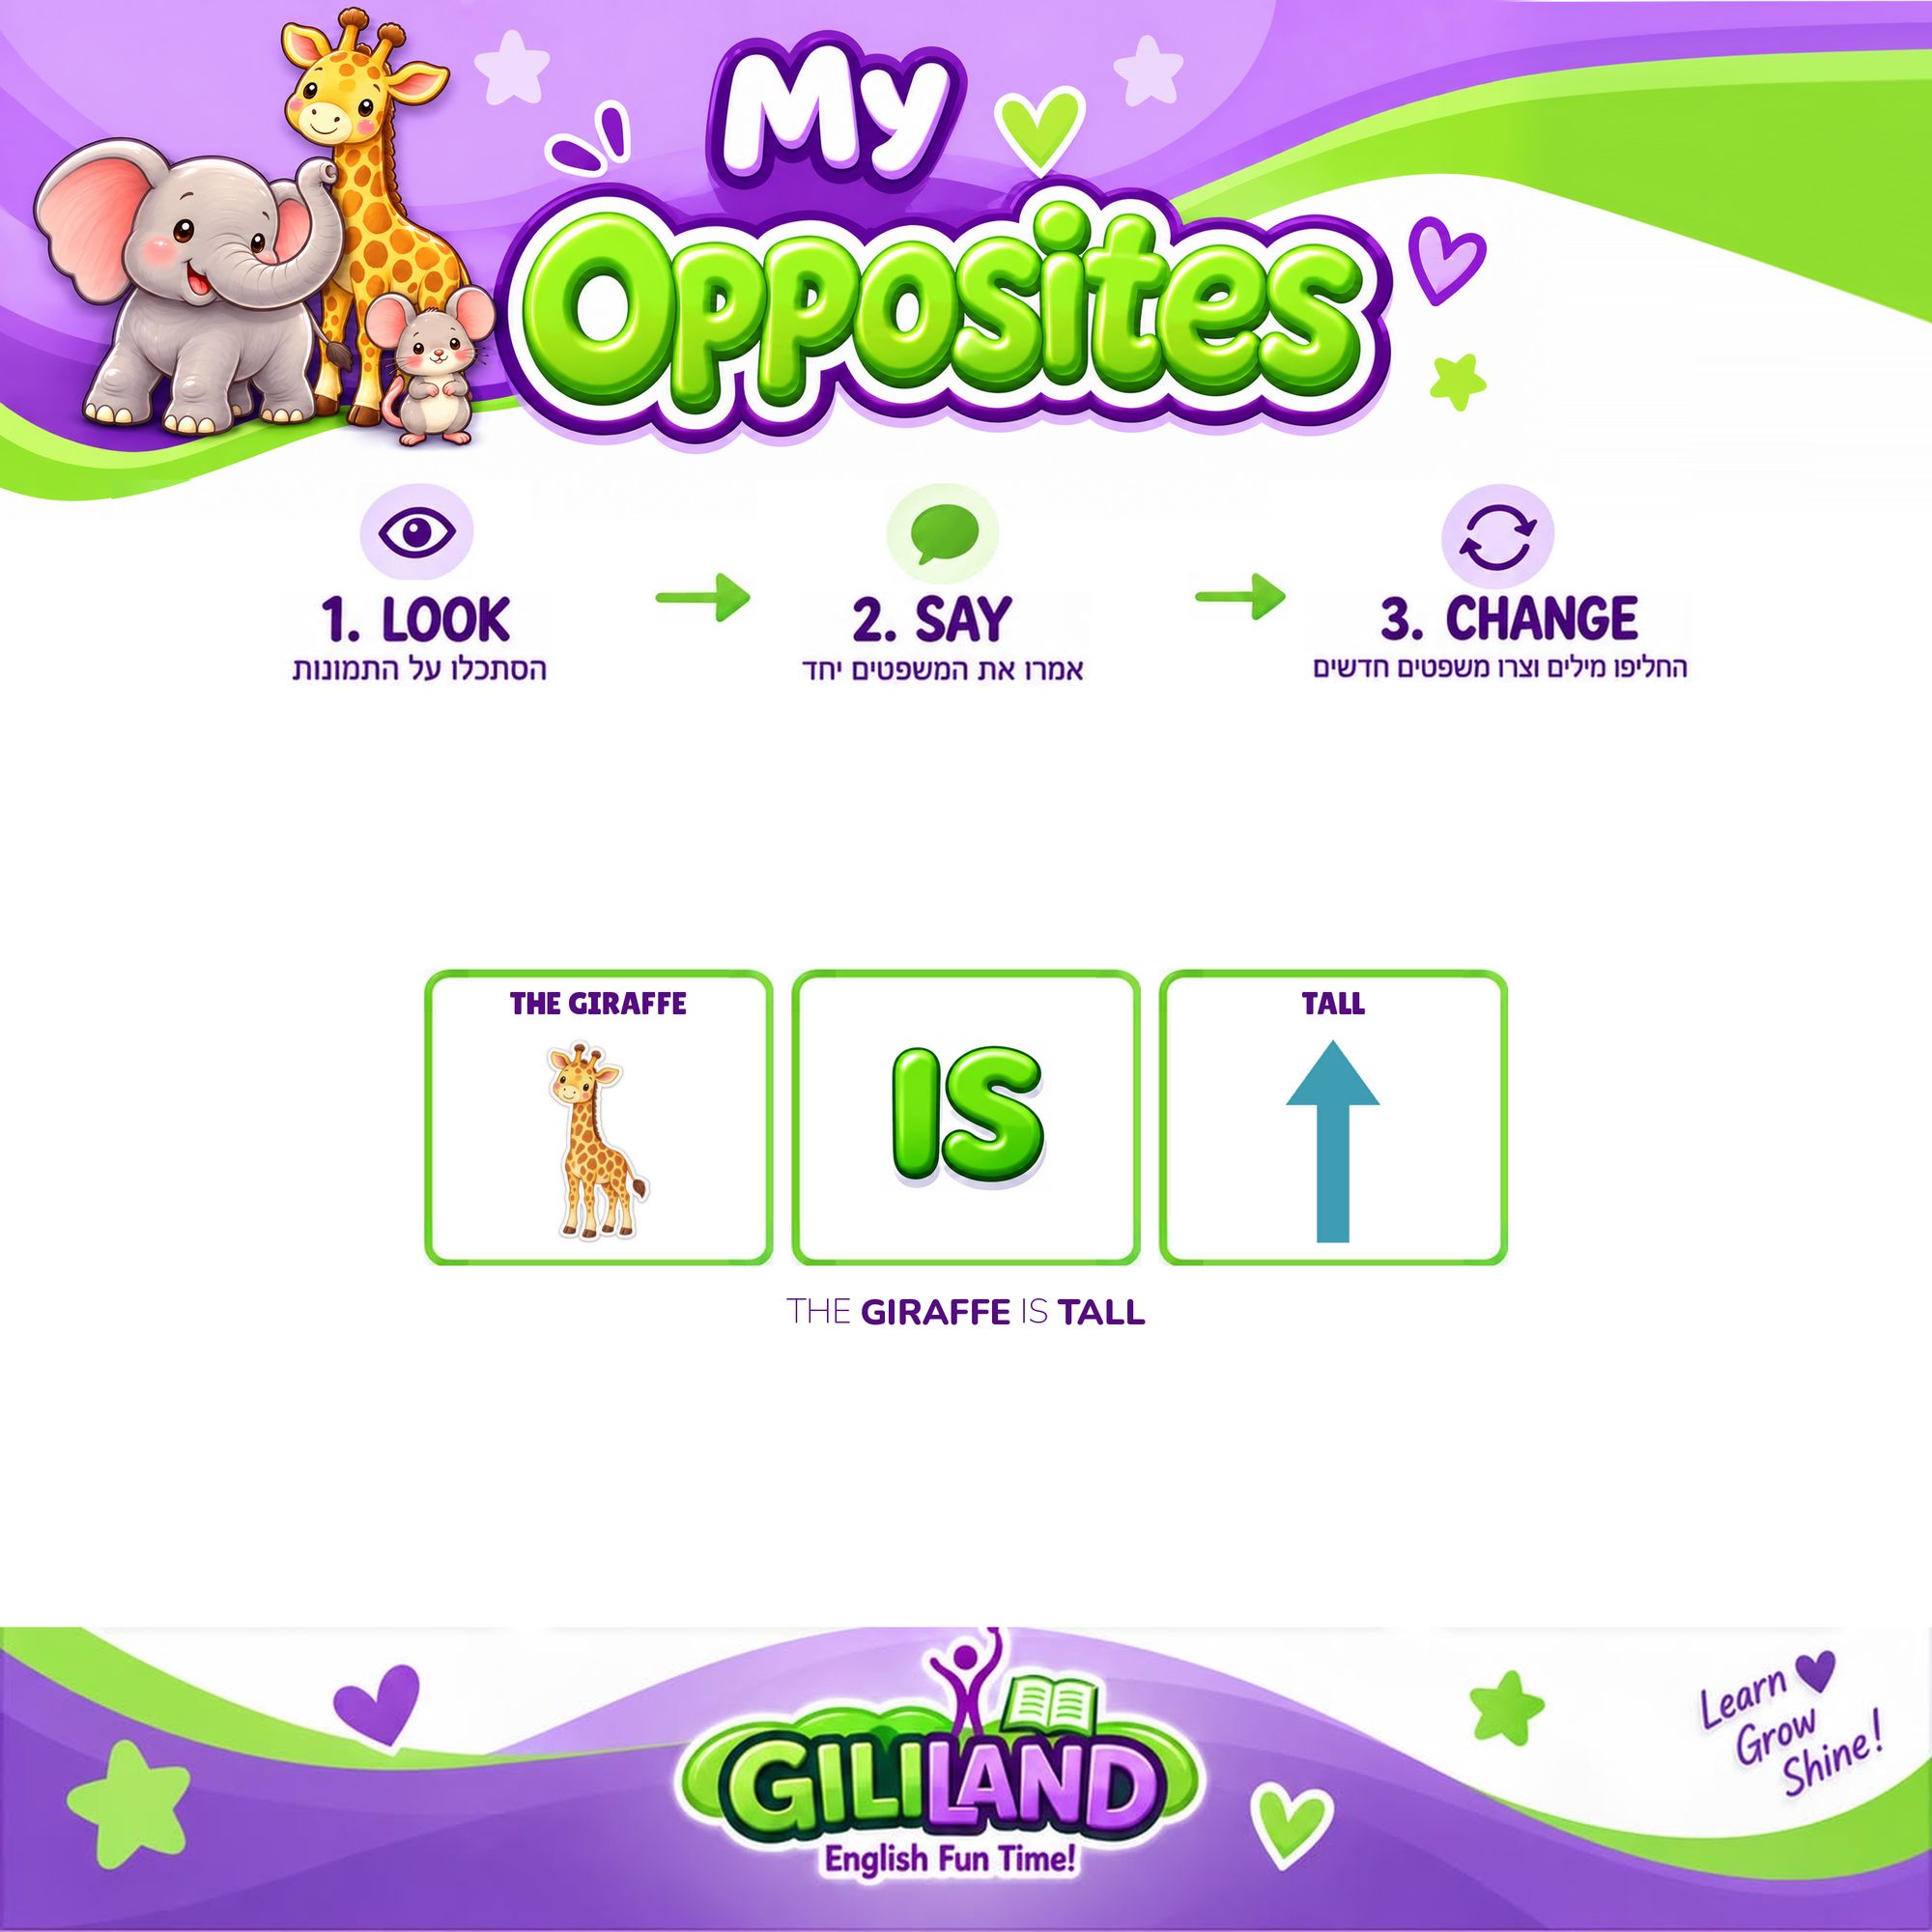 My
Opposites
1. LOOK
הסתכלו על התמונות
2. SAY
אמרו את המשפטים יחד
3. CHANGE
החליפו מילים וצרו משפטים חדשים
THE GIRAFFE
IS
TALL
THE GIRAFFE IS TALL
GILILAND
English Fun Time!
Learn
Grow
Shine!